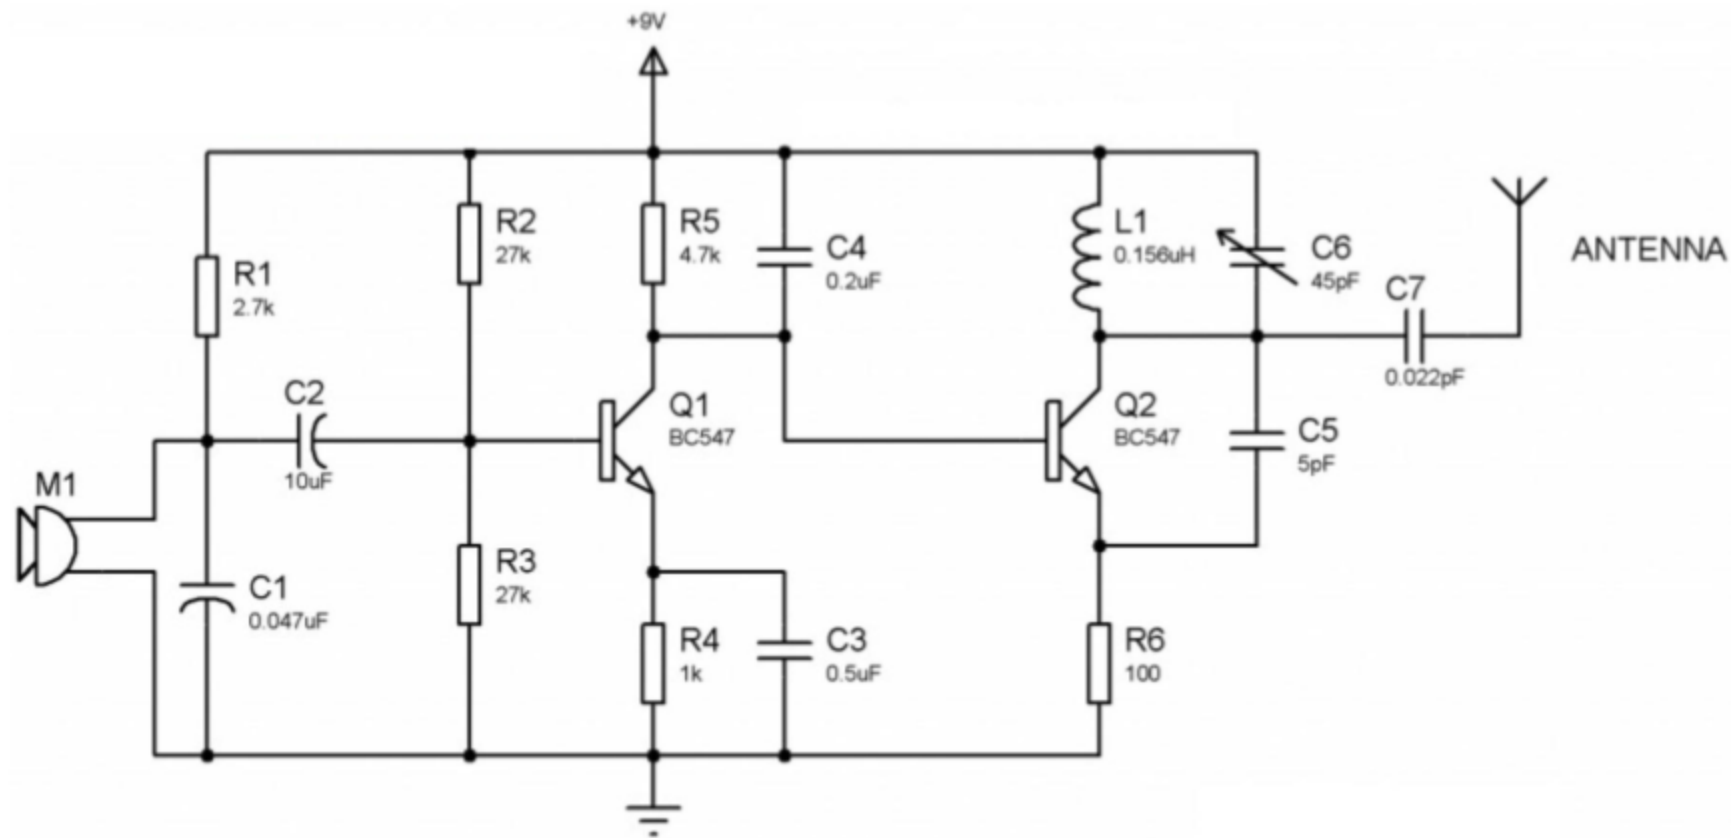 +9V
R1
2.7k
R2
27k
R5
4.7k
C4
0.2uF
L1
0.156uH
C6
45pF
ANTENNA
C7
0.022pF
C2
10uF
Q1
BC547
Q2
BC547
C5
5pF
M1
C1
0.047uF
R3
27k
R4
1k
C3
0.5uF
R6
100